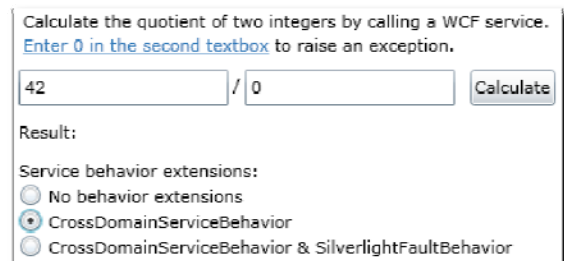 Calculate the quotient of two integers by calling a WCF service.
Enter 0 in the second textbox to raise an exception.
42 / 0 Calculate
Result:
Service behavior extensions:
No behavior extensions
CrossDomainServiceBehavior
CrossDomainServiceBehavior & SilverlightFaultBehavior